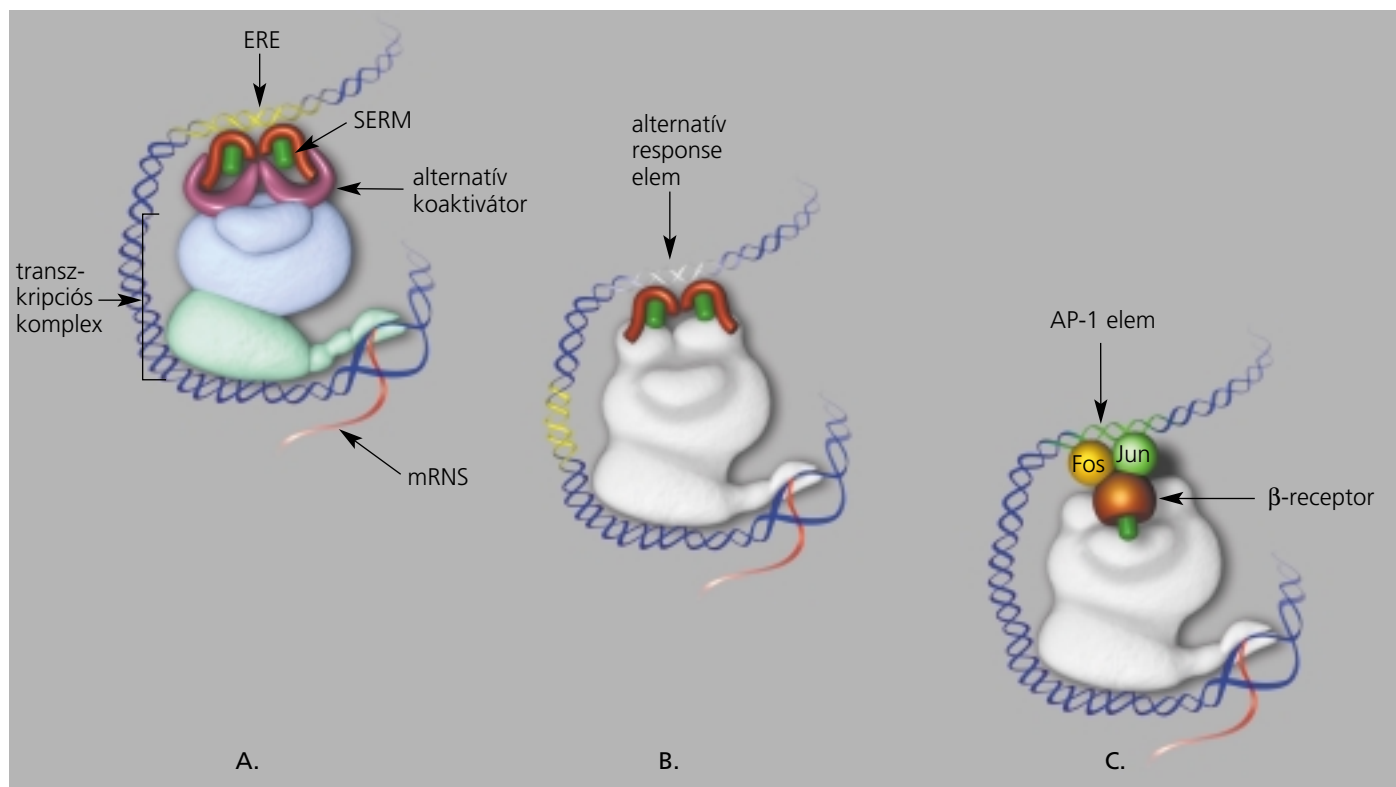 ERE
SERM
alternatív
koaktivátor
transz-
kripciós
komplex
mRNS
A.
alternatív
response
elem
B.
AP-1 elem
Fos
Jun
β-receptor
C.